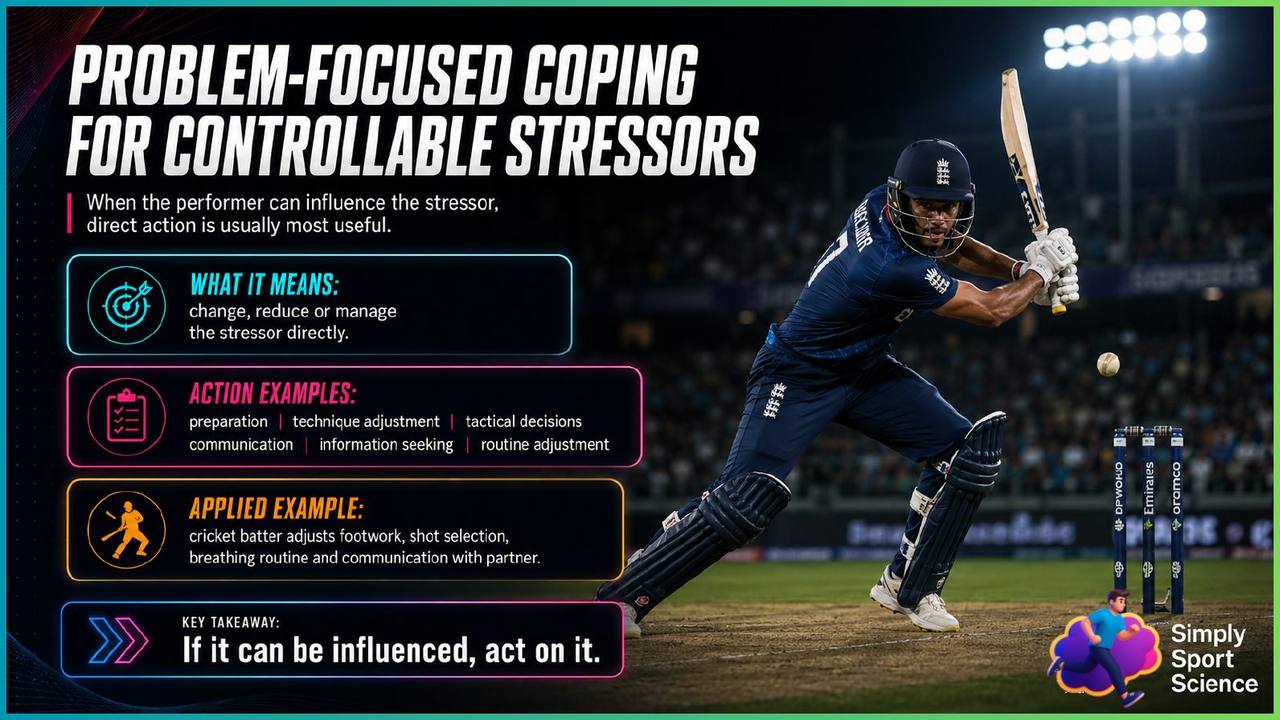 PROBLEM-FOCUSED COPING
FOR CONTROLLABLE STRESSORS
When the performer can influence the stressor,
direct action is usually most useful.
WHAT IT MEANS:
change, reduce or manage
the stressor directly.
ACTION EXAMPLES:
preparation | technique adjustment | tactical decisions
communication | information seeking | routine adjustment
APPLIED EXAMPLE:
cricket batter adjusts footwork, shot selection,
breathing routine and communication with partner.
KEY TAKEAWAY:
If it can be influenced, act on it.
Emirates
Simply
Sport
Science